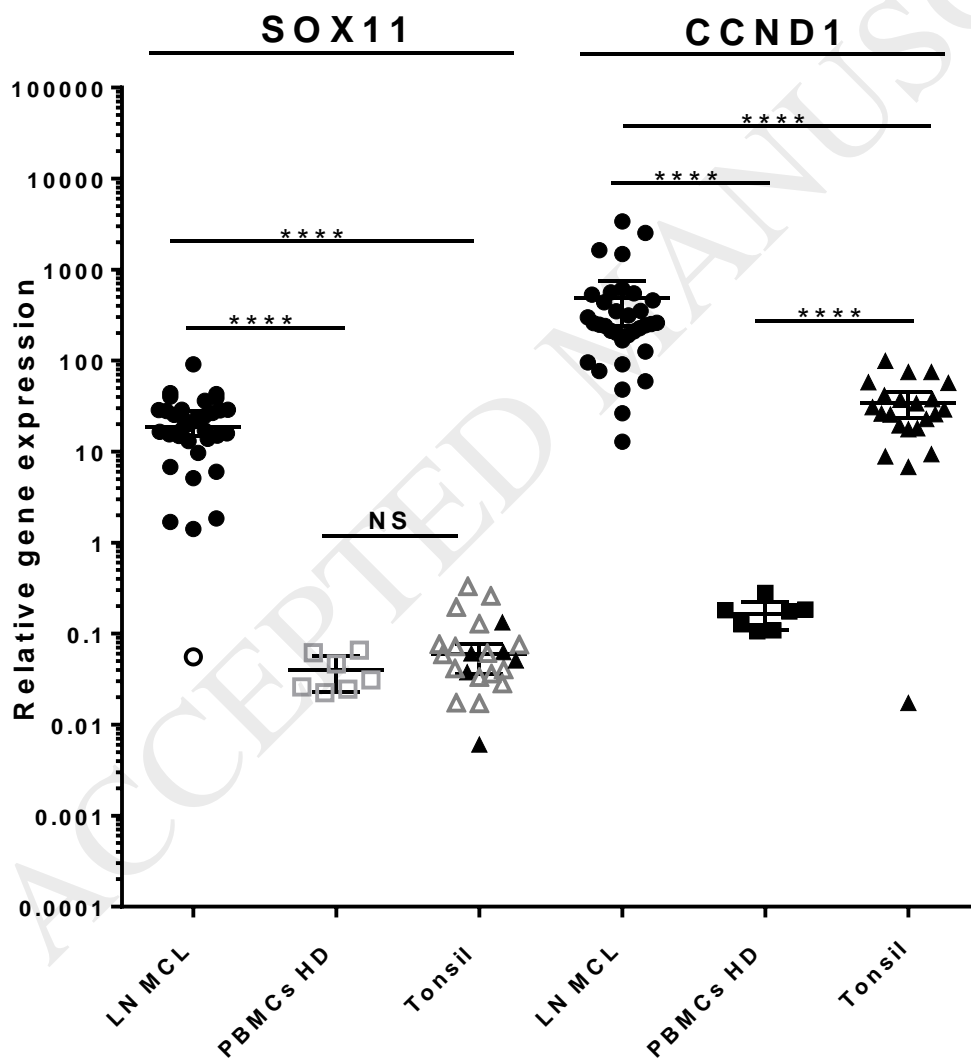 SOX11
CCND1
Relative gene expression
100000
10000
1000
100
10
1
0.1
0.01
0.001
0.0001
****
****
NS
****
****
****
LN MCL
PBMCs HD
Tonsil
LN MCL
PBMCs HD
Tonsil
ACCEPTED MANUSC